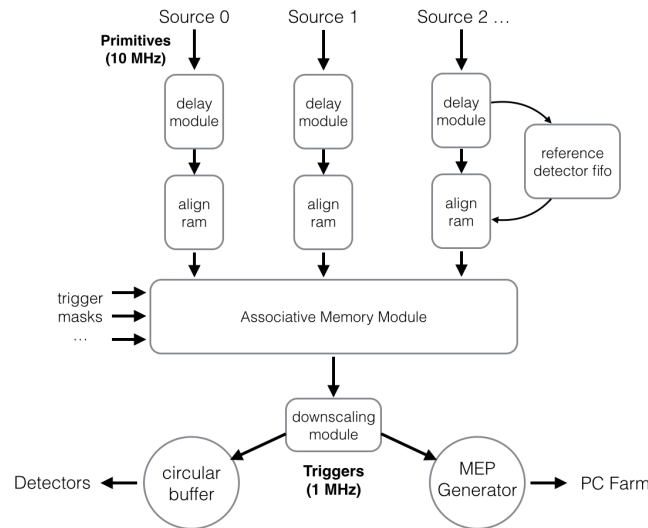 Source 0
Source 1
Source 2 ...
Primitives
(10 MHz)
delay
module
delay
module
delay
module
reference
detector fifo
align
ram
align
ram
align
ram
trigger
masks
...
Associative Memory Module
downscaling
module
Detectors
circular
buffer
Triggers
(1 MHz)
MEP
Generator
PC Farm